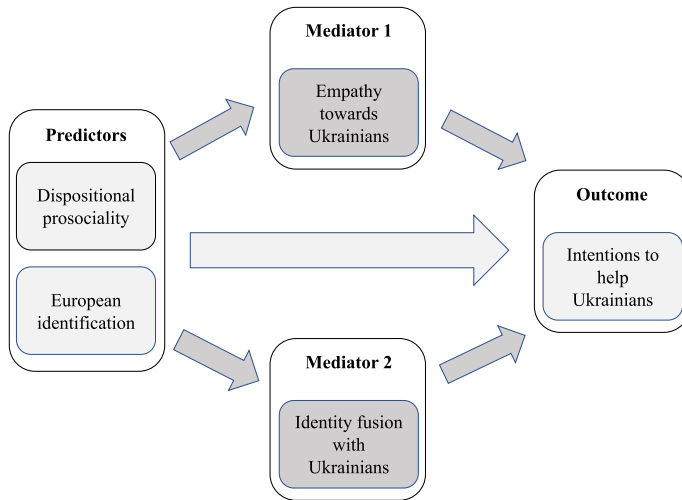 Predictors
Dispositional
prosociality
European
identification
Mediator 1
Empathy
towards
Ukrainians
Mediator 2
Identity fusion
with
Ukrainians
Outcome
Intentions to
help
Ukrainians